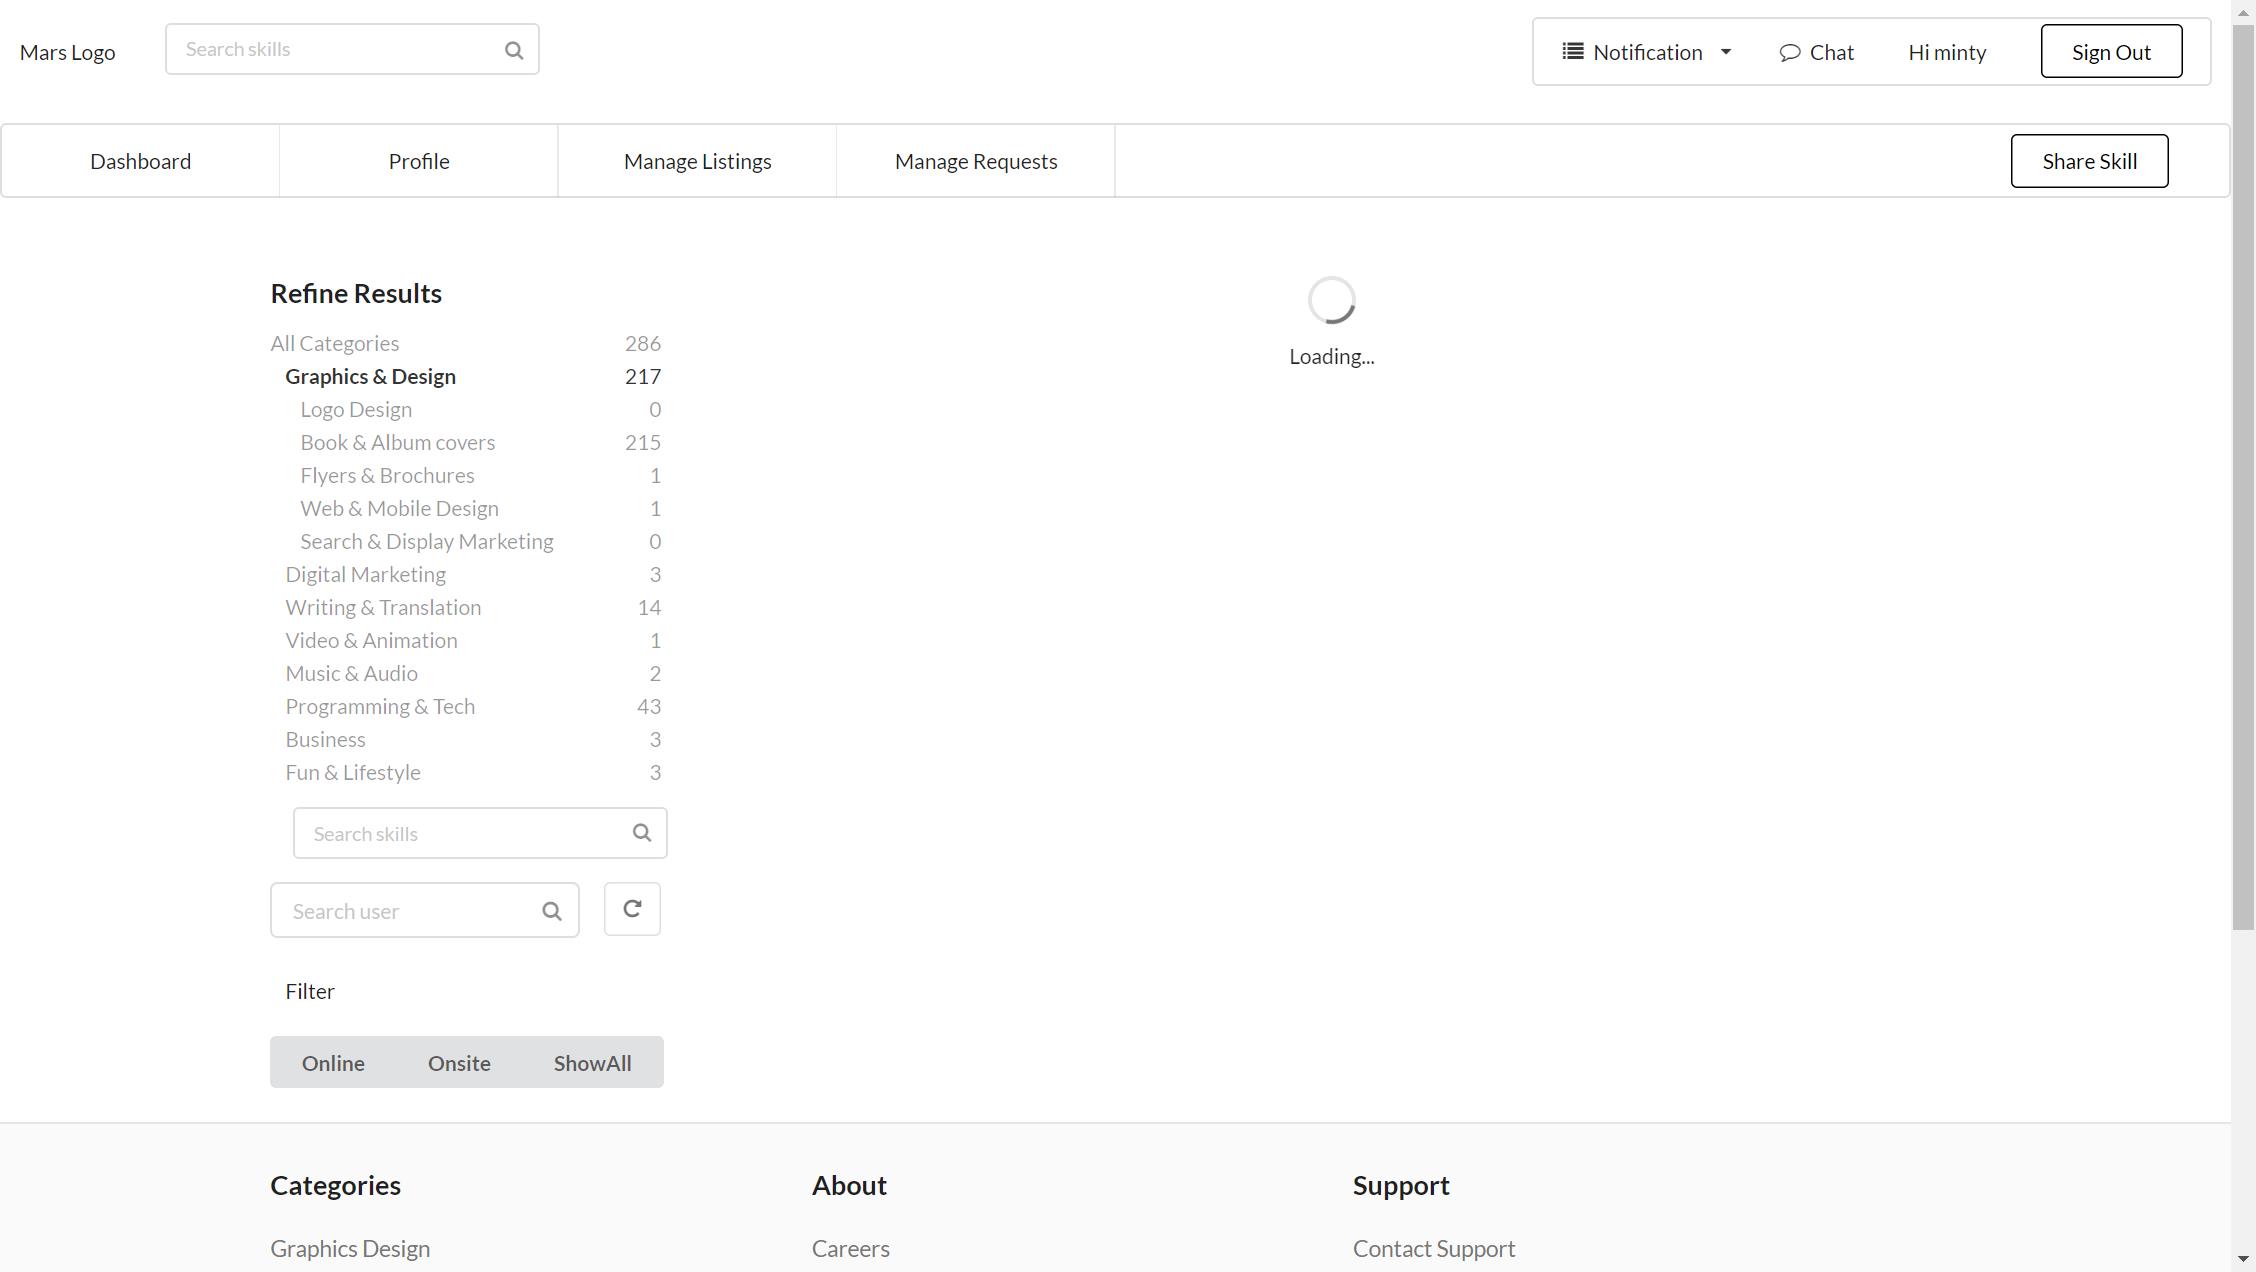 Mars Logo
Search skills
Notification
Chat
Hi minty
Sign Out
Dashboard
Profile
Manage Listings
Manage Requests
Share Skill
Refine Results
All Categories 286
Graphics & Design 217
Logo Design 0
Book & Album covers 215
Flyers & Brochures 1
Web & Mobile Design 1
Search & Display Marketing 0
Digital Marketing 3
Writing & Translation 14
Video & Animation 1
Music & Audio 2
Programming & Tech 43
Business 3
Fun & Lifestyle 3
Search skills
Search user
Filter
Online Onsite ShowAll
Loading...
Categories
Graphics Design
About
Careers
Support
Contact Support